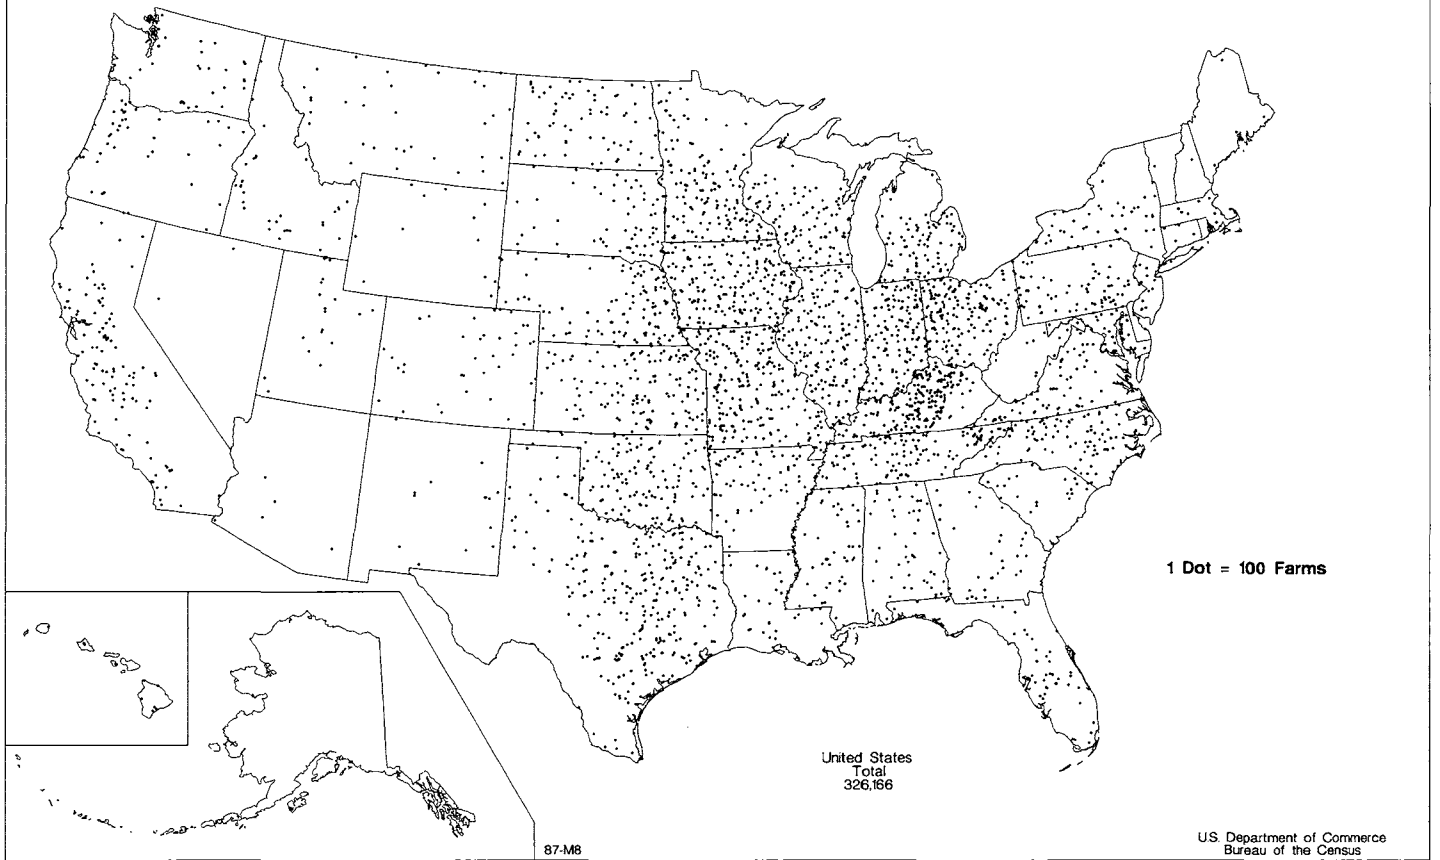 1 Dot = 100 Farms
United States
Total
326,166
87-M8
U.S. Department of Commerce
Bureau of the Census